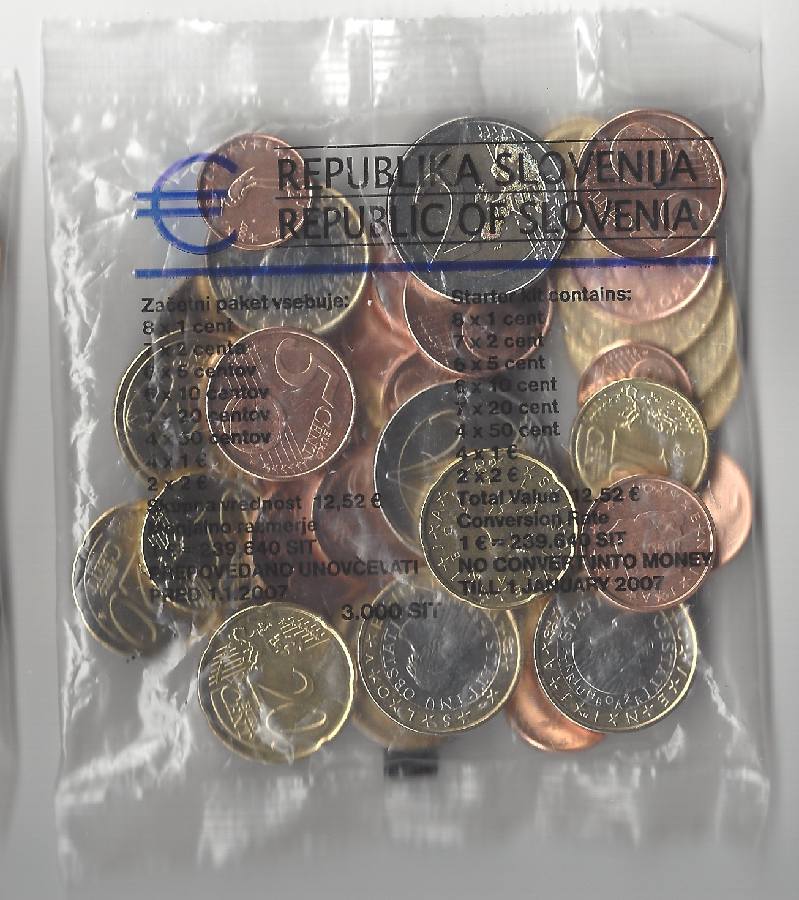 € REPUBLIKA SLOVENIJA
REPUBLIC OF SLOVENIA
Začetni paket vsebuje:
8 x 1 cent
7 x 2 centa
6 x 5 centov
6 x 10 centov
7 x 20 centov
4 x 50 centov
4 x 1 €
2 x 2 €
Skupna vrednost 12,52 €
razmerje
= 239,640 SIT
PREPOVEDANO UNOVČEVATI
PRED 1.1.2007
Starter kit contains:
8 x 1 cent
7 x 2 cent
6 x 5 cent
6 x 10 cent
7 x 20 cent
4 x 50 cent
4 x 1 €
2 x 2 €
Total Value 12,52 €
Conversion Rate
1 € = 239,640 SIT
NO CONVERT INTO MONEY
TILL 1 JANUARY 2007
3.000 SIT
2
5
20